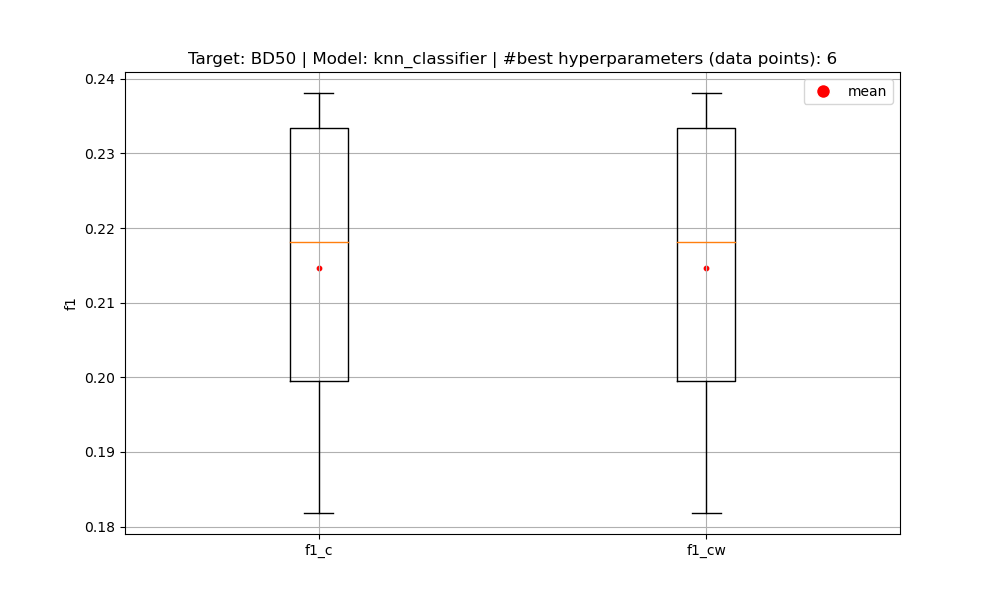 Target: BD50 | Model: knn_classifier | #best hyperparameters (data points): 6
mean
f1
0.24
0.23
0.22
0.21
0.20
0.19
0.18
f1_c
f1_cw